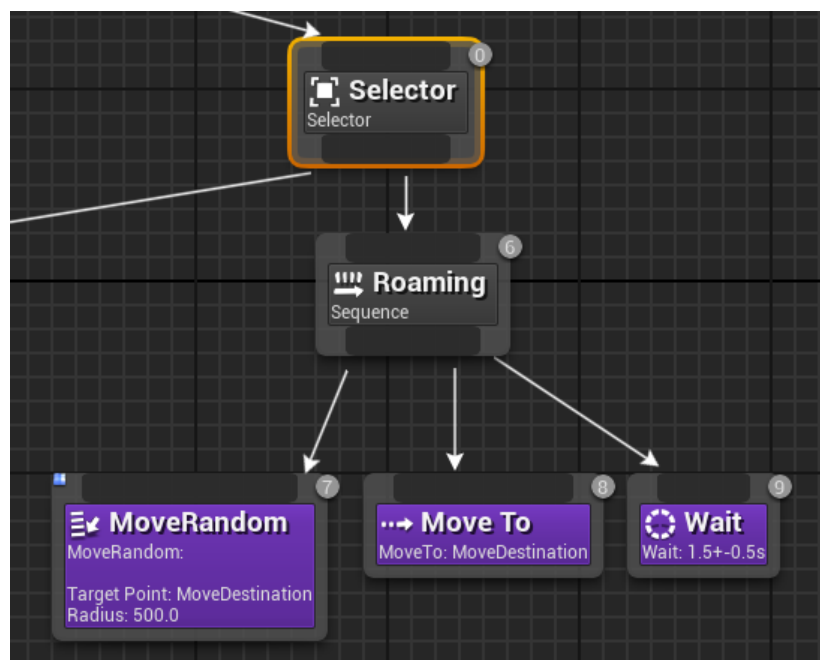 0
Selector
Selector
6
Roaming
Sequence
7
MoveRandom
MoveRandom:
Target Point: MoveDestination
Radius: 500.0
8
Move To
MoveTo: MoveDestination
9
Wait
Wait: 1.5+-0.5s